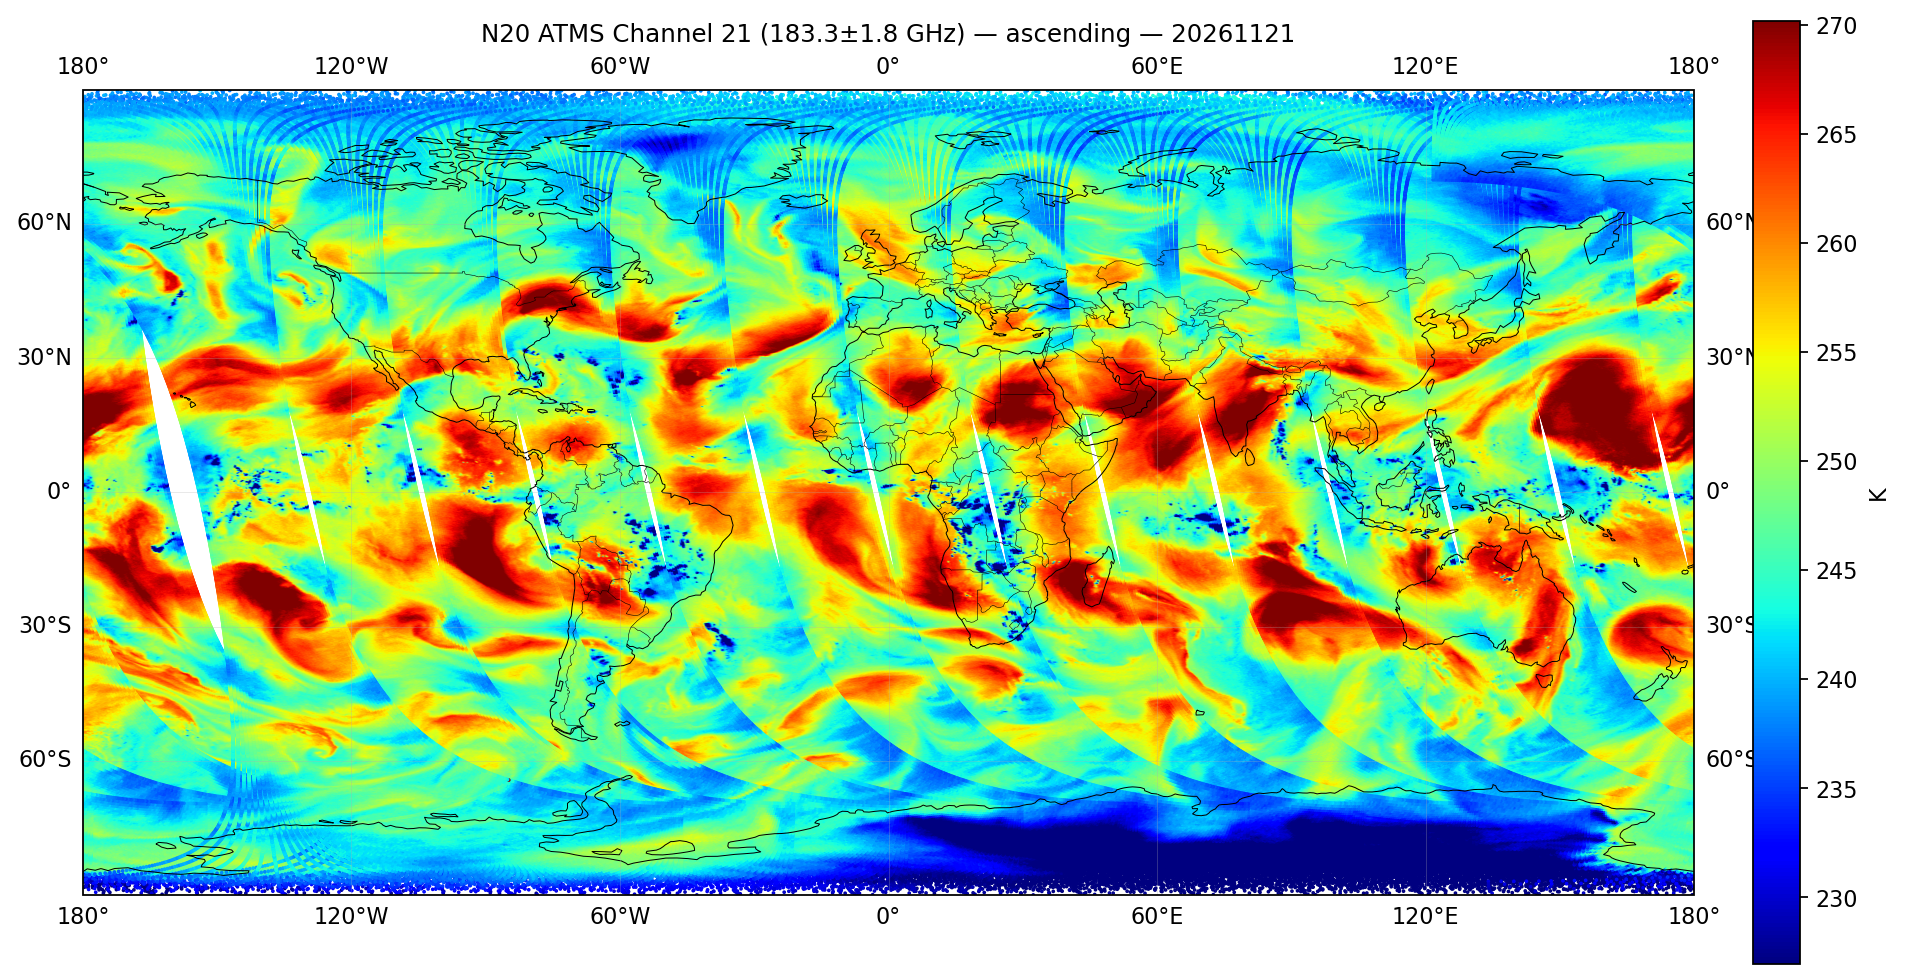 N20 ATMS Channel 21 (183.3±1.8 GHz) — ascending — 20261121
180° 120°W 60°W 0° 60°E 120°E 180°
60°N 60°N
30°N 30°N
0° 0°
30°S 30°S
60°S 60°S
180° 120°W 60°W 0° 60°E 120°E 180°
270
265
260
255
250
245
240
235
230
K